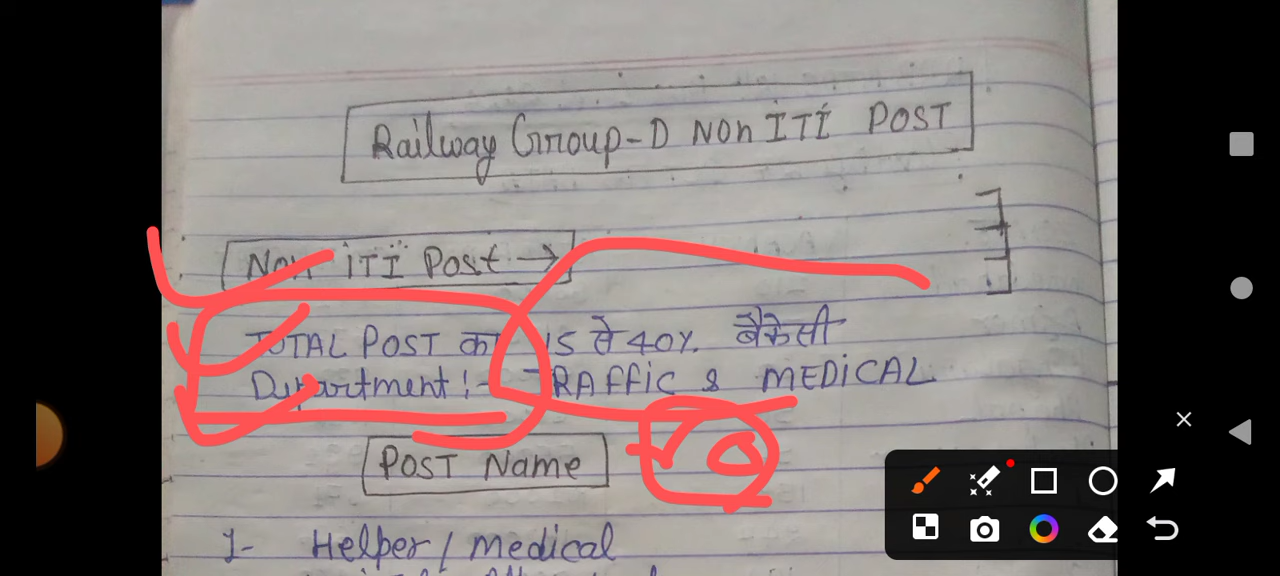 Railway Group-D Non ITI POST
Non ITI Post →
TOTAL POST का 15 से 40%. वैकेंसी
Department :- TRAFFIC & MEDICAL
POST Name
1- Helper / medical